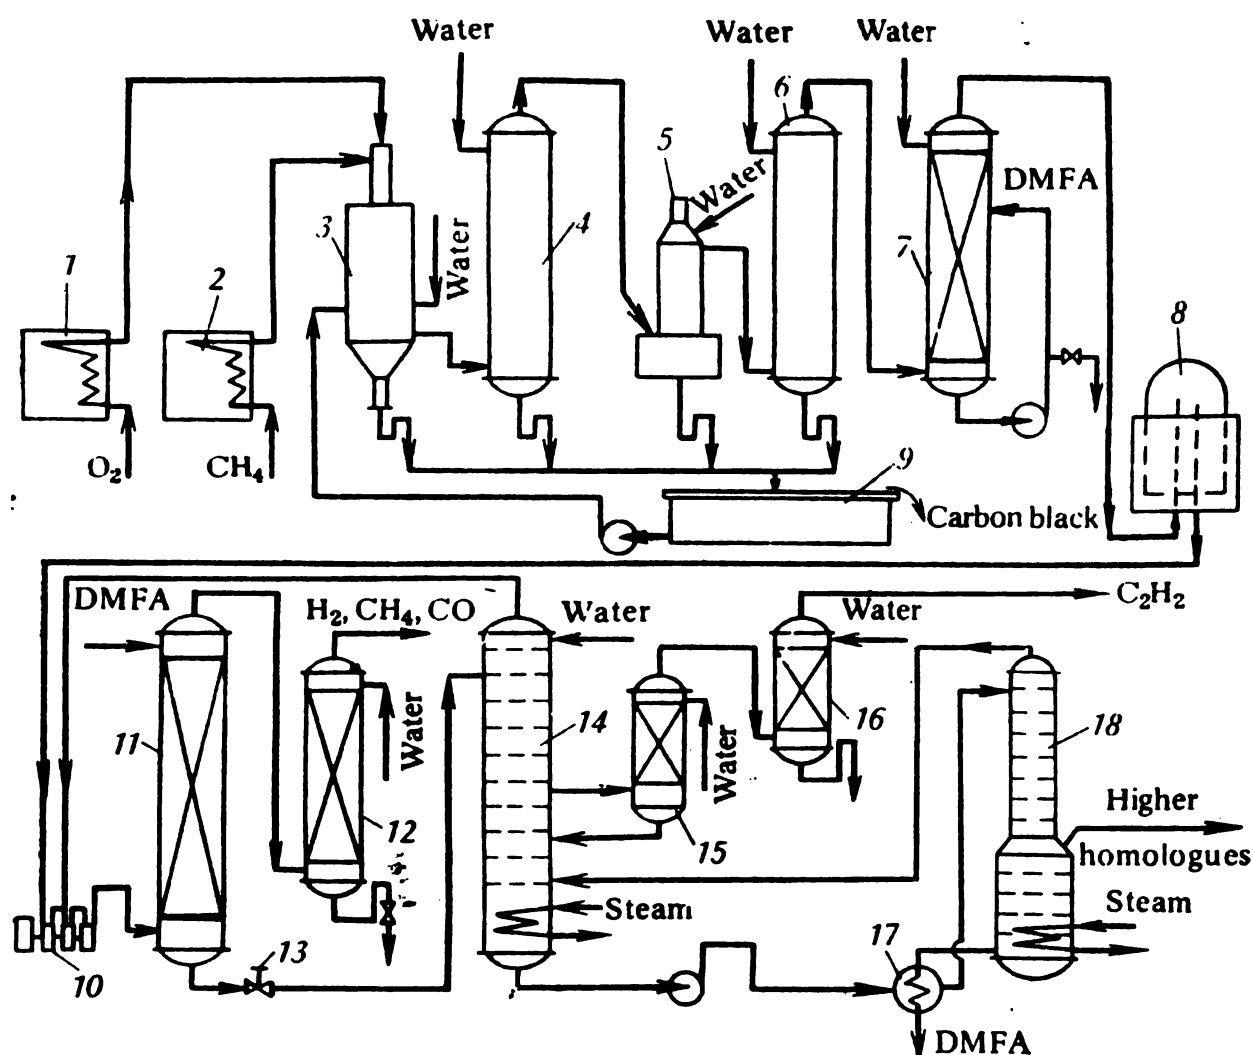 Water
Water
Water
6
5
Water
DMFA
3
4
7
Water
1
2
8
O₂
CH₄
9
Carbon black
DMFA
H₂, CH₄, CO
Water
Water
C₂H₂
11
Water
14
Water
16
18
12
15
Higher
homologues
Steam
Steam
10
13
17
DMFA